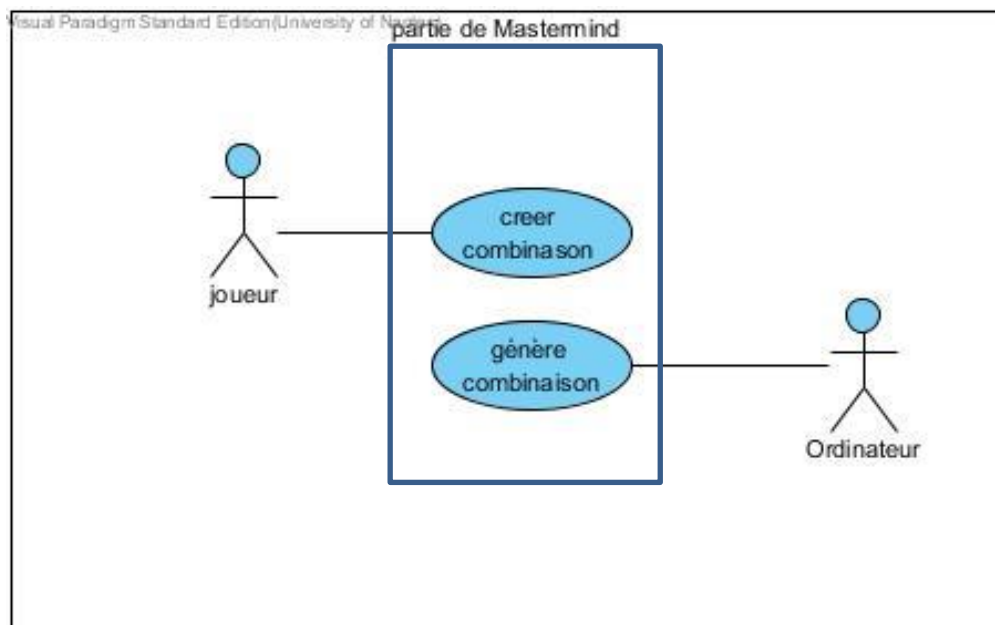 Visual Paradigm Standard Edition(University of
partie de Mastermind
creer
combinason
joueur
génère
combinaison
Ordinateur